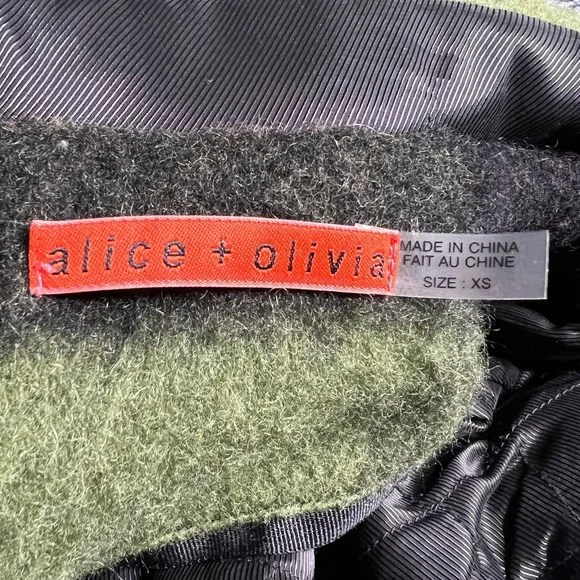 alice + olivia
MADE IN CHINA
FAIT AU CHINE
SIZE : XS